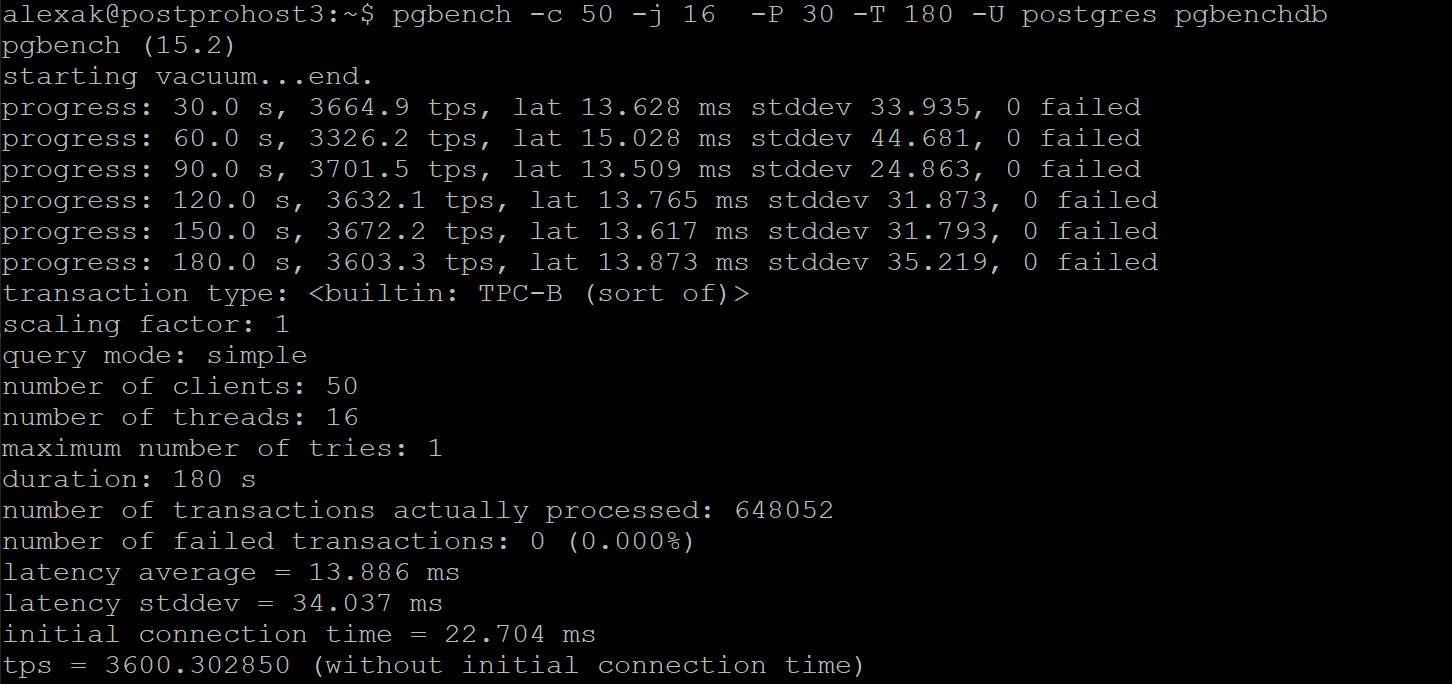 alexak@postprohost3:~$ pgbench -c 50 -j 16  -P 30 -T 180 -U postgres pgbenchdb
pgbench (15.2)
starting vacuum...end.
progress: 30.0 s, 3664.9 tps, lat 13.628 ms stddev 33.935, 0 failed
progress: 60.0 s, 3326.2 tps, lat 15.028 ms stddev 44.681, 0 failed
progress: 90.0 s, 3701.5 tps, lat 13.509 ms stddev 24.863, 0 failed
progress: 120.0 s, 3632.1 tps, lat 13.765 ms stddev 31.873, 0 failed
progress: 150.0 s, 3672.2 tps, lat 13.617 ms stddev 31.793, 0 failed
progress: 180.0 s, 3603.3 tps, lat 13.873 ms stddev 35.219, 0 failed
transaction type: <builtin: TPC-B (sort of)>
scaling factor: 1
query mode: simple
number of clients: 50
number of threads: 16
maximum number of tries: 1
duration: 180 s
number of transactions actually processed: 648052
number of failed transactions: 0 (0.000%)
latency average = 13.886 ms
latency stddev = 34.037 ms
initial connection time = 22.704 ms
tps = 3600.302850 (without initial connection time)